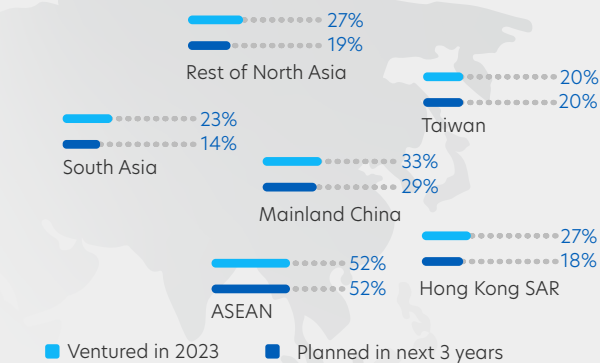 27%
19%
Rest of North Asia
20%
20%
Taiwan
23%
14%
South Asia
33%
29%
Mainland China
27%
18%
Hong Kong SAR
52%
52%
ASEAN
Ventured in 2023
Planned in next 3 years